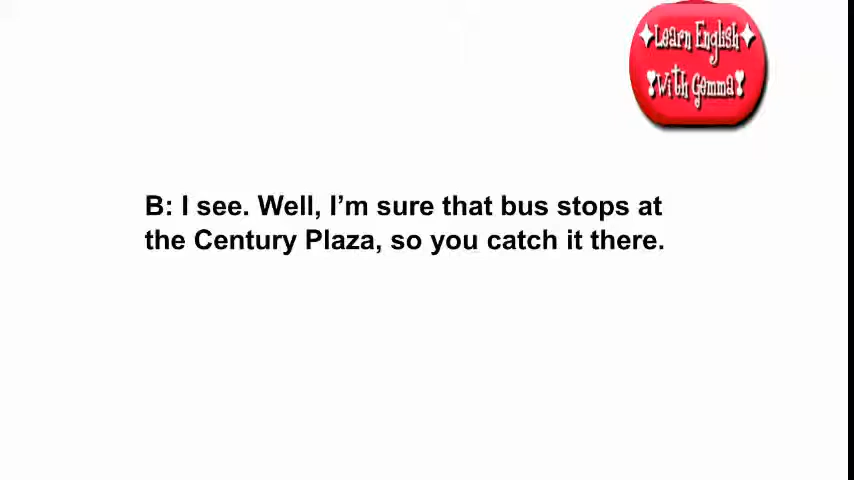 Learn English
With Gemma
B: I see. Well, I'm sure that bus stops at
the Century Plaza, so you catch it there.